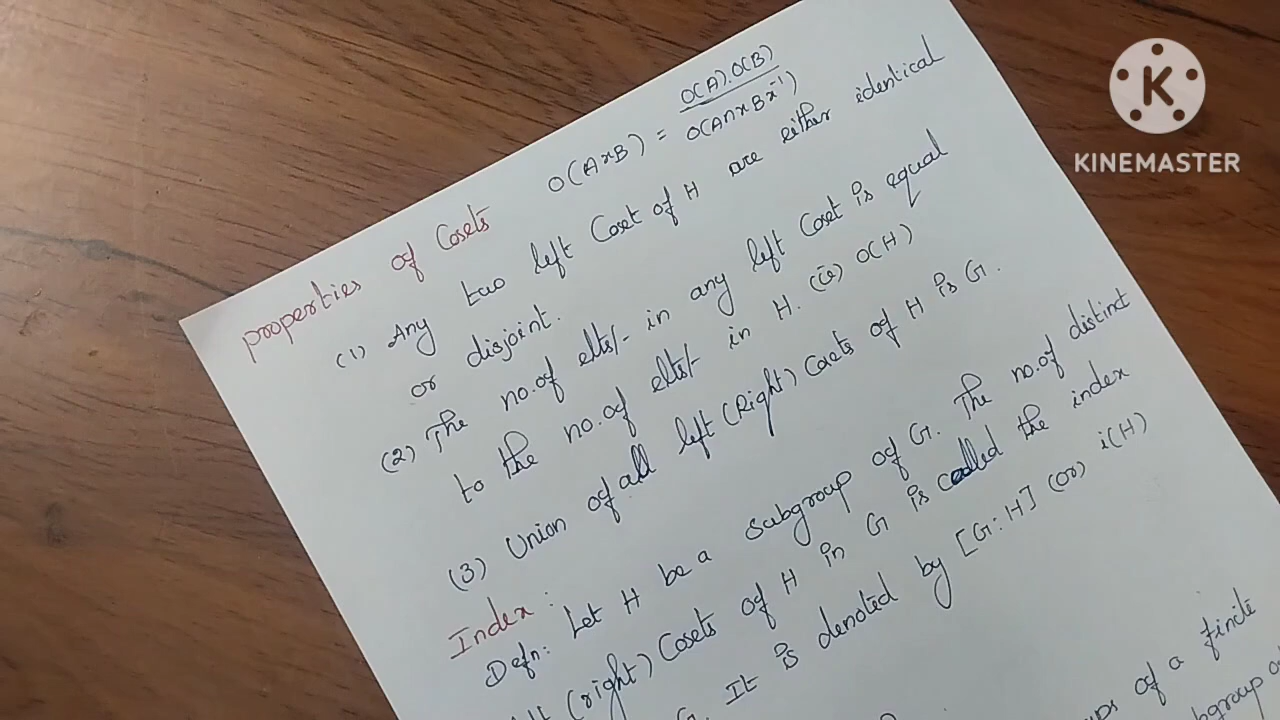 O(AxB) = O(A).O(B) / O(A∩xBx⁻¹)
properties of Cosets
(1) Any two left Coset of H are either identical
or disjoint.
(2) The no.of elts/- in any left Coset is equal
to the no.of elts/- in H. (ie) O(H)
(3) Union of all left (Right) Cosets of H is G.
Index :
Defn: Let H be a subgroup of G. The no.of distinct
(right) Cosets of H in G is called the index
G. It is denoted by [G:H] (or) i(H)
of a finite
K
KINEMASTER